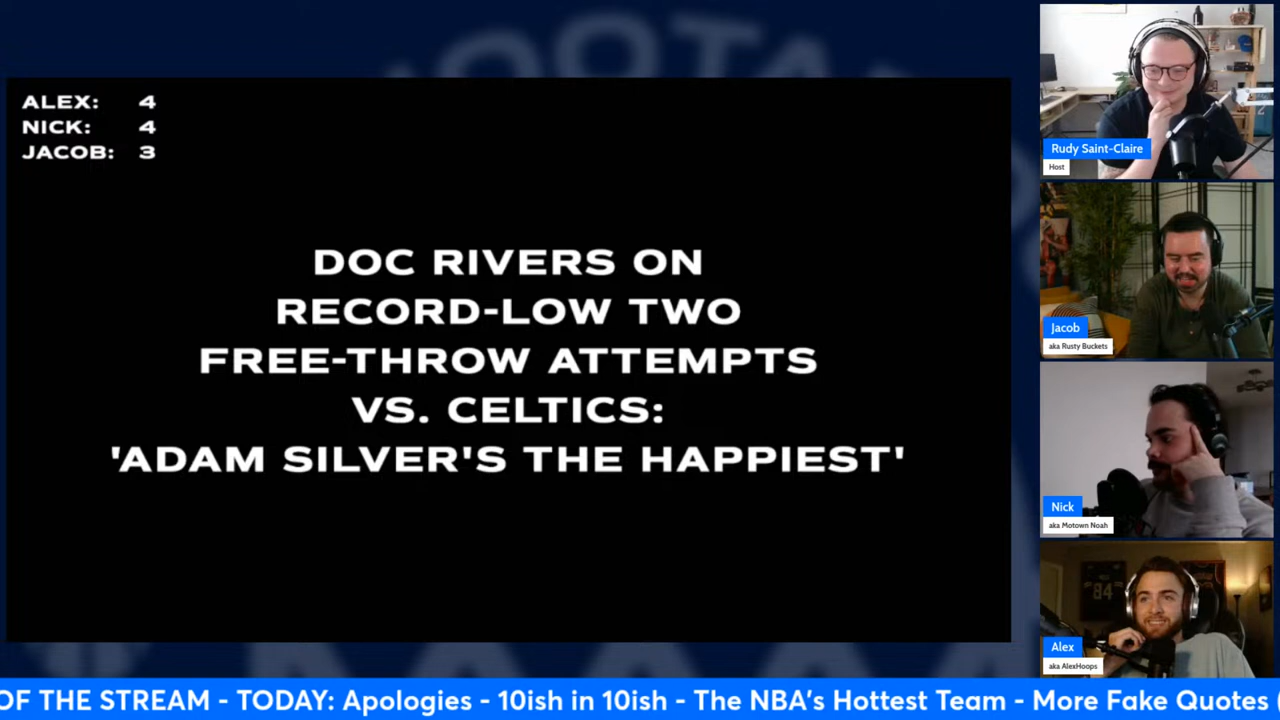 ALEX: 4
NICK: 4
JACOB: 3
DOC RIVERS ON
RECORD-LOW TWO
FREE-THROW ATTEMPTS
VS. CELTICS:
'ADAM SILVER'S THE HAPPIEST'
Rudy Saint-Claire
Host
Jacob
aka Rusty Buckets
Nick
aka Motown Noah
84
Alex
aka AlexHoops
OF THE STREAM - TODAY: Apologies - 10ish in 10ish - The NBA's Hottest Team - More Fake Quotes